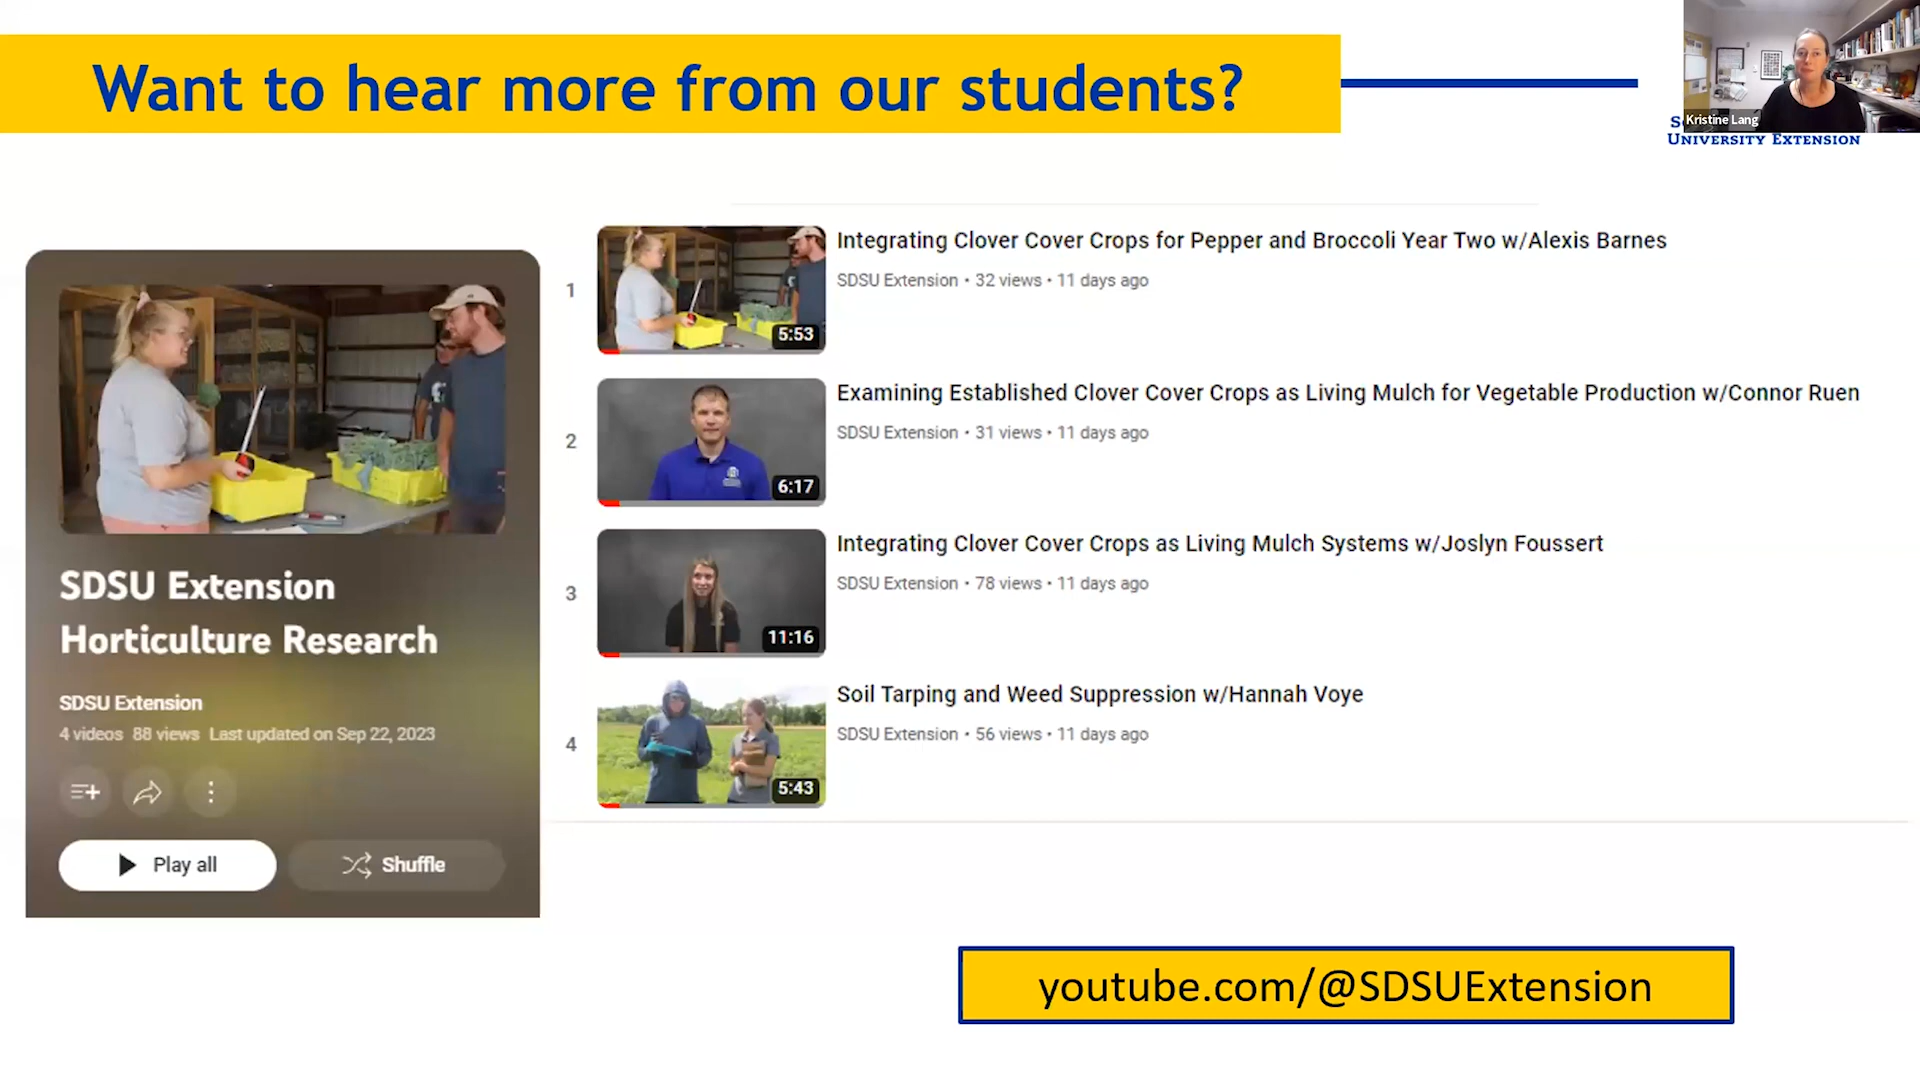 Want to hear more from our students?
Kristine Lang
University Extension
1
Integrating Clover Cover Crops for Pepper and Broccoli Year Two w/Alexis Barnes
SDSU Extension • 32 views • 11 days ago
5:53
2
Examining Established Clover Cover Crops as Living Mulch for Vegetable Production w/Connor Ruen
SDSU Extension • 31 views • 11 days ago
6:17
3
Integrating Clover Cover Crops as Living Mulch Systems w/Joslyn Foussert
SDSU Extension • 78 views • 11 days ago
11:16
4
Soil Tarping and Weed Suppression w/Hannah Voye
SDSU Extension • 56 views • 11 days ago
5:43
SDSU Extension
Horticulture Research
SDSU Extension
4 videos 88 views Last updated on Sep 22, 2023
Play all
Shuffle
youtube.com/@SDSUExtension